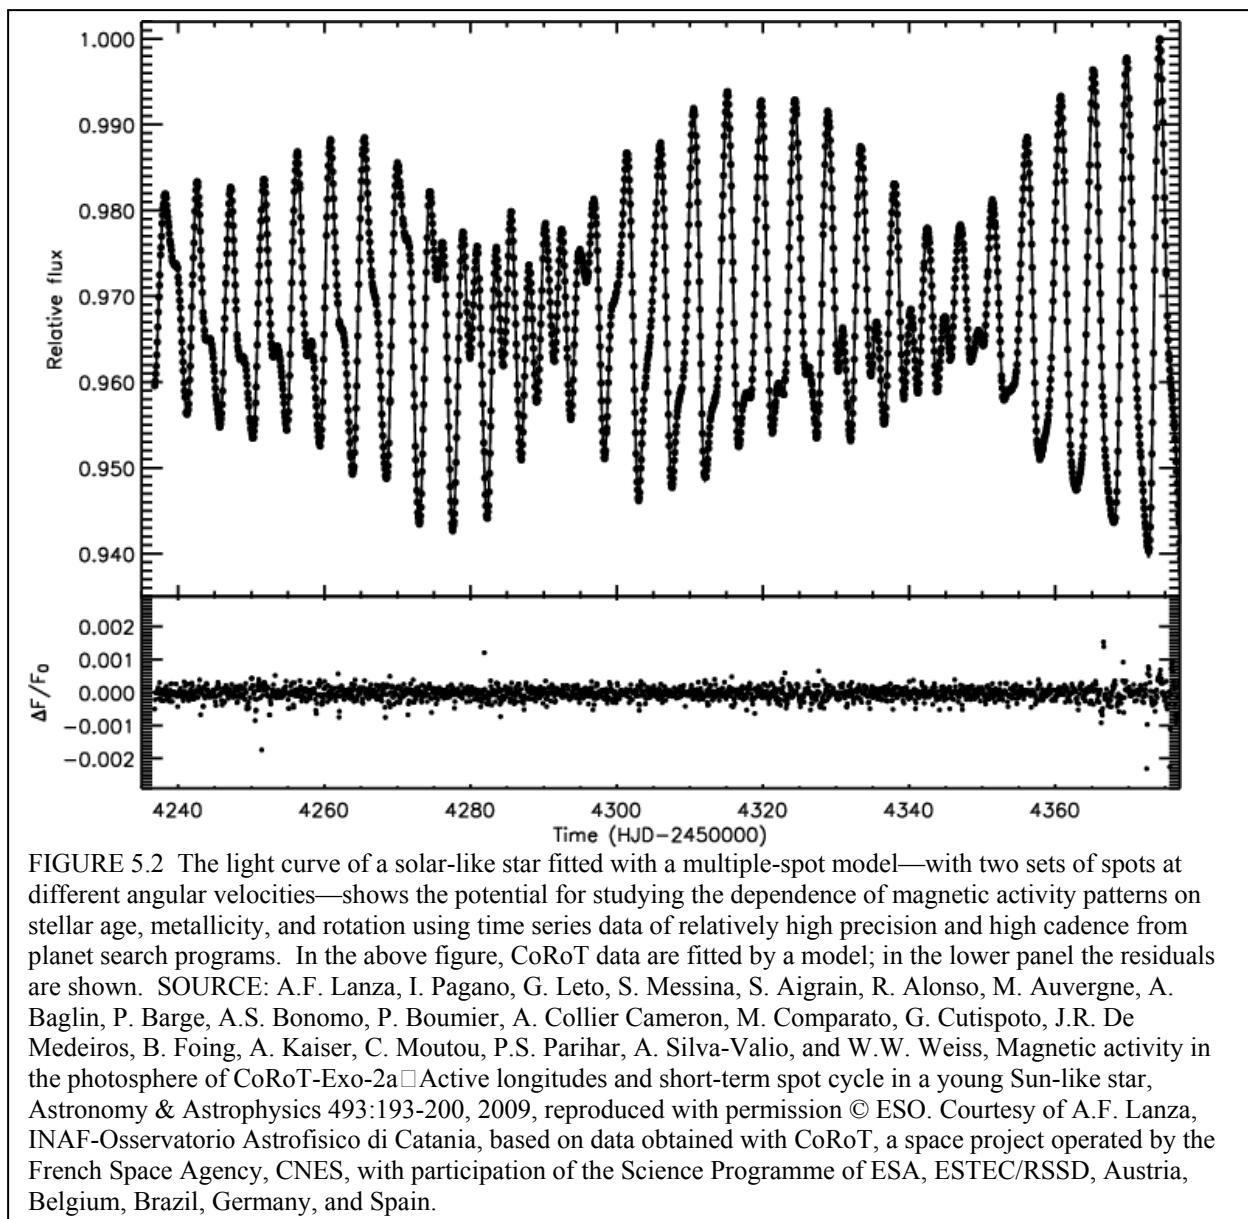 1.000
0.990
0.980
0.970
0.960
0.950
0.940
Relative flux
0.002
0.001
0.000
−0.001
−0.002
ΔF/F₀
4240 4260 4280 4300 4320 4340 4360
Time (HJD−2450000)
FIGURE 5.2 The light curve of a solar-like star fitted with a multiple-spot model—with two sets of spots at
different angular velocities—shows the potential for studying the dependence of magnetic activity patterns on
stellar age, metallicity, and rotation using time series data of relatively high precision and high cadence from
planet search programs. In the above figure, CoRoT data are fitted by a model; in the lower panel the residuals
are shown. SOURCE: A.F. Lanza, I. Pagano, G. Leto, S. Messina, S. Aigrain, R. Alonso, M. Auvergne, A.
Baglin, P. Barge, A.S. Bonomo, P. Boumier, A. Collier Cameron, M. Comparato, G. Cutispoto, J.R. De
Medeiros, B. Foing, A. Kaiser, C. Moutou, P.S. Parihar, A. Silva-Valio, and W.W. Weiss, Magnetic activity in
the photosphere of CoRoT-Exo-2a□Active longitudes and short-term spot cycle in a young Sun-like star,
Astronomy & Astrophysics 493:193-200, 2009, reproduced with permission © ESO. Courtesy of A.F. Lanza,
INAF-Osservatorio Astrofisico di Catania, based on data obtained with CoRoT, a space project operated by the
French Space Agency, CNES, with participation of the Science Programme of ESA, ESTEC/RSSD, Austria,
Belgium, Brazil, Germany, and Spain.